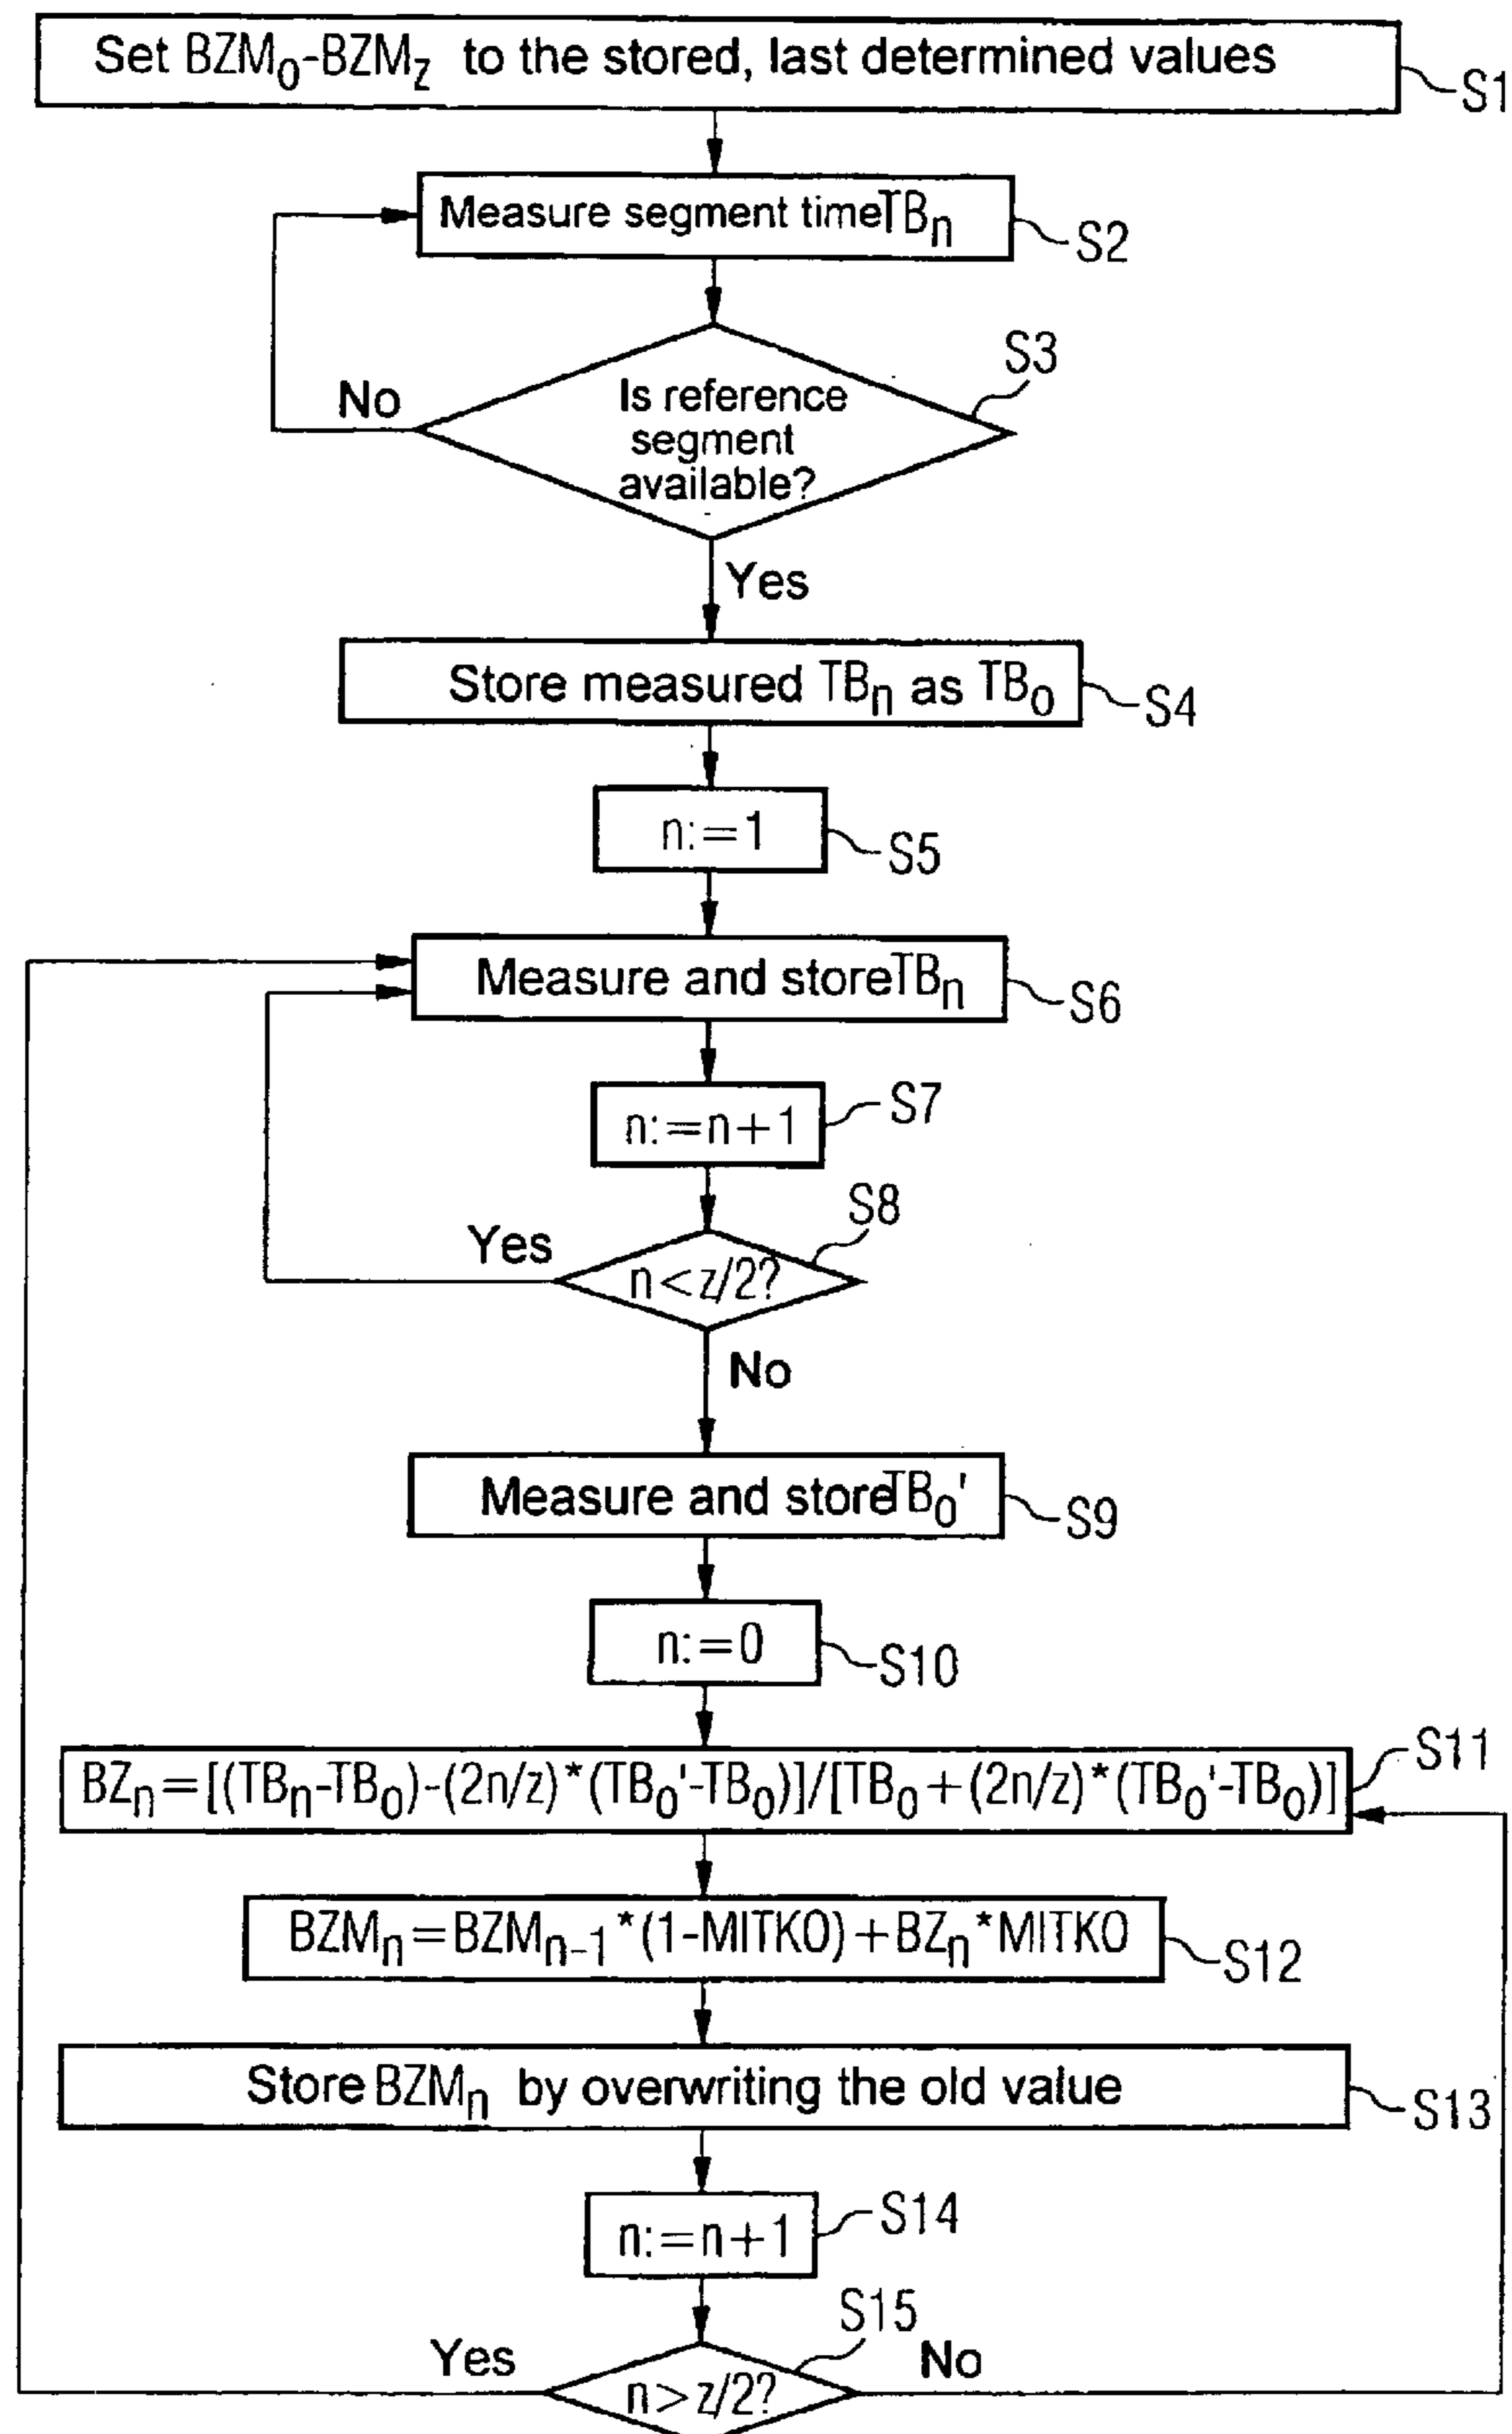 Set BZM₀-BZM_z to the stored, last determined values
S1
Measure segment time TBₙ
S2
S3
Is reference
segment
available?
No
Yes
Store measured TBₙ as TB₀
S4
n:=1
S5
Measure and store TBₙ
S6
n:=n+1
S7
S8
Yes
n<z/2?
No
Measure and store TB₀'
S9
n:=0
S10
BZₙ=[(TBₙ-TB₀)-(2n/z)*(TB₀'-TB₀)]/[TB₀+(2n/z)*(TB₀'-TB₀)]
S11
BZMₙ=BZMₙ₋₁*(1-MITKO)+BZₙ*MITKO
S12
Store BZMₙ by overwriting the old value
S13
n:=n+1
S14
S15
Yes
n>z/2?
No